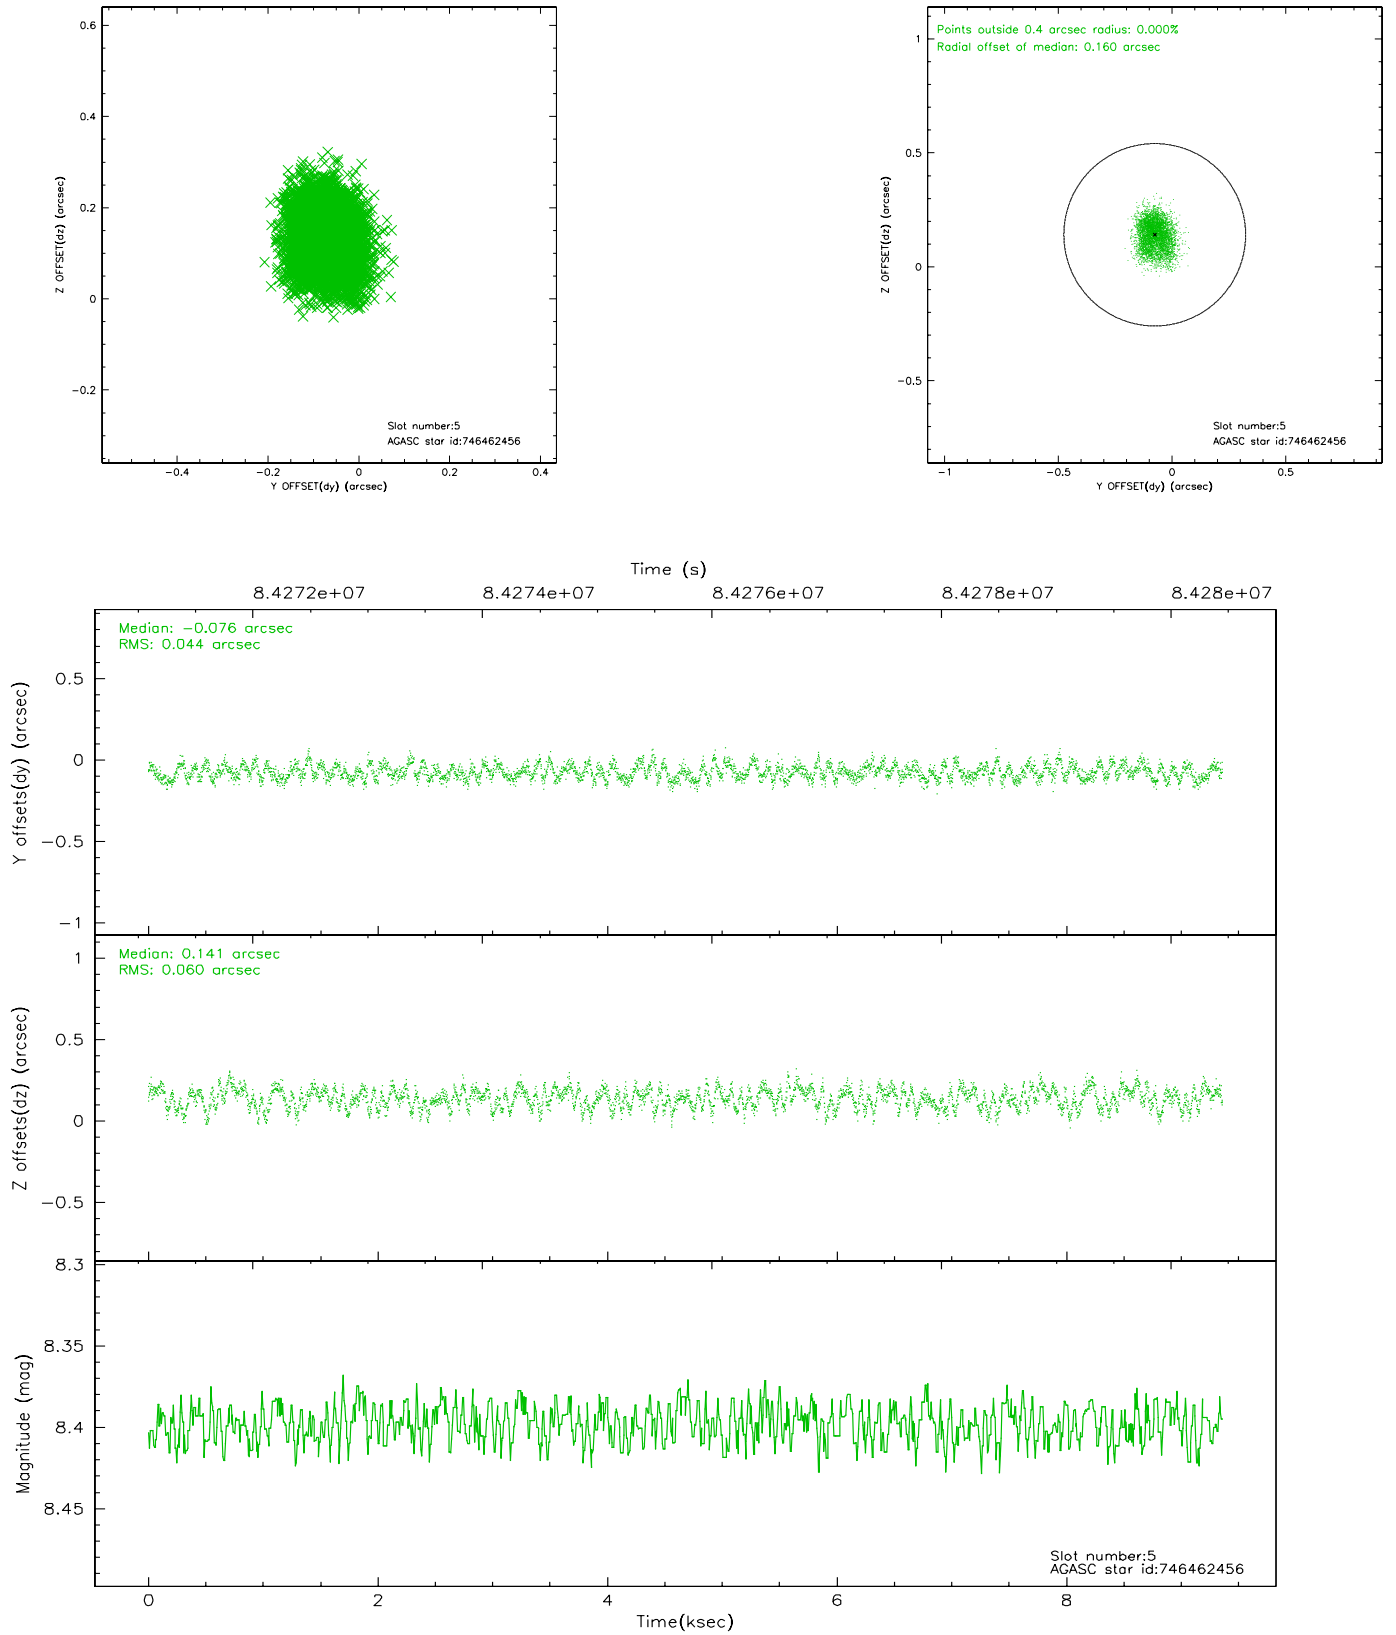 0.6
0.4
0.2
0
−0.2
Z OFFSET(dz) (arcsec)
Slot number:5
AGASC star id:746462456
−0.4
−0.2
0
0.2
0.4
Y OFFSET(dy) (arcsec)
Points outside 0.4 arcsec radius: 0.000%
Radial offset of median: 0.160 arcsec
1
0.5
0
−0.5
Z OFFSET(dz) (arcsec)
Slot number:5
AGASC star id:746462456
−1
−0.5
0
0.5
Y OFFSET(dy) (arcsec)
Time (s)
8.4272e+07
8.4274e+07
8.4276e+07
8.4278e+07
8.428e+07
Median: −0.076 arcsec
RMS: 0.044 arcsec
0.5
0
−0.5
−1
Y offsets(dy) (arcsec)
Median: 0.141 arcsec
RMS: 0.060 arcsec
1
0.5
0
−0.5
Z offsets(dz) (arcsec)
8.3
8.35
8.4
8.45
Magnitude (mag)
Slot number:5
AGASC star id:746462456
0
2
4
6
8
Time(ksec)